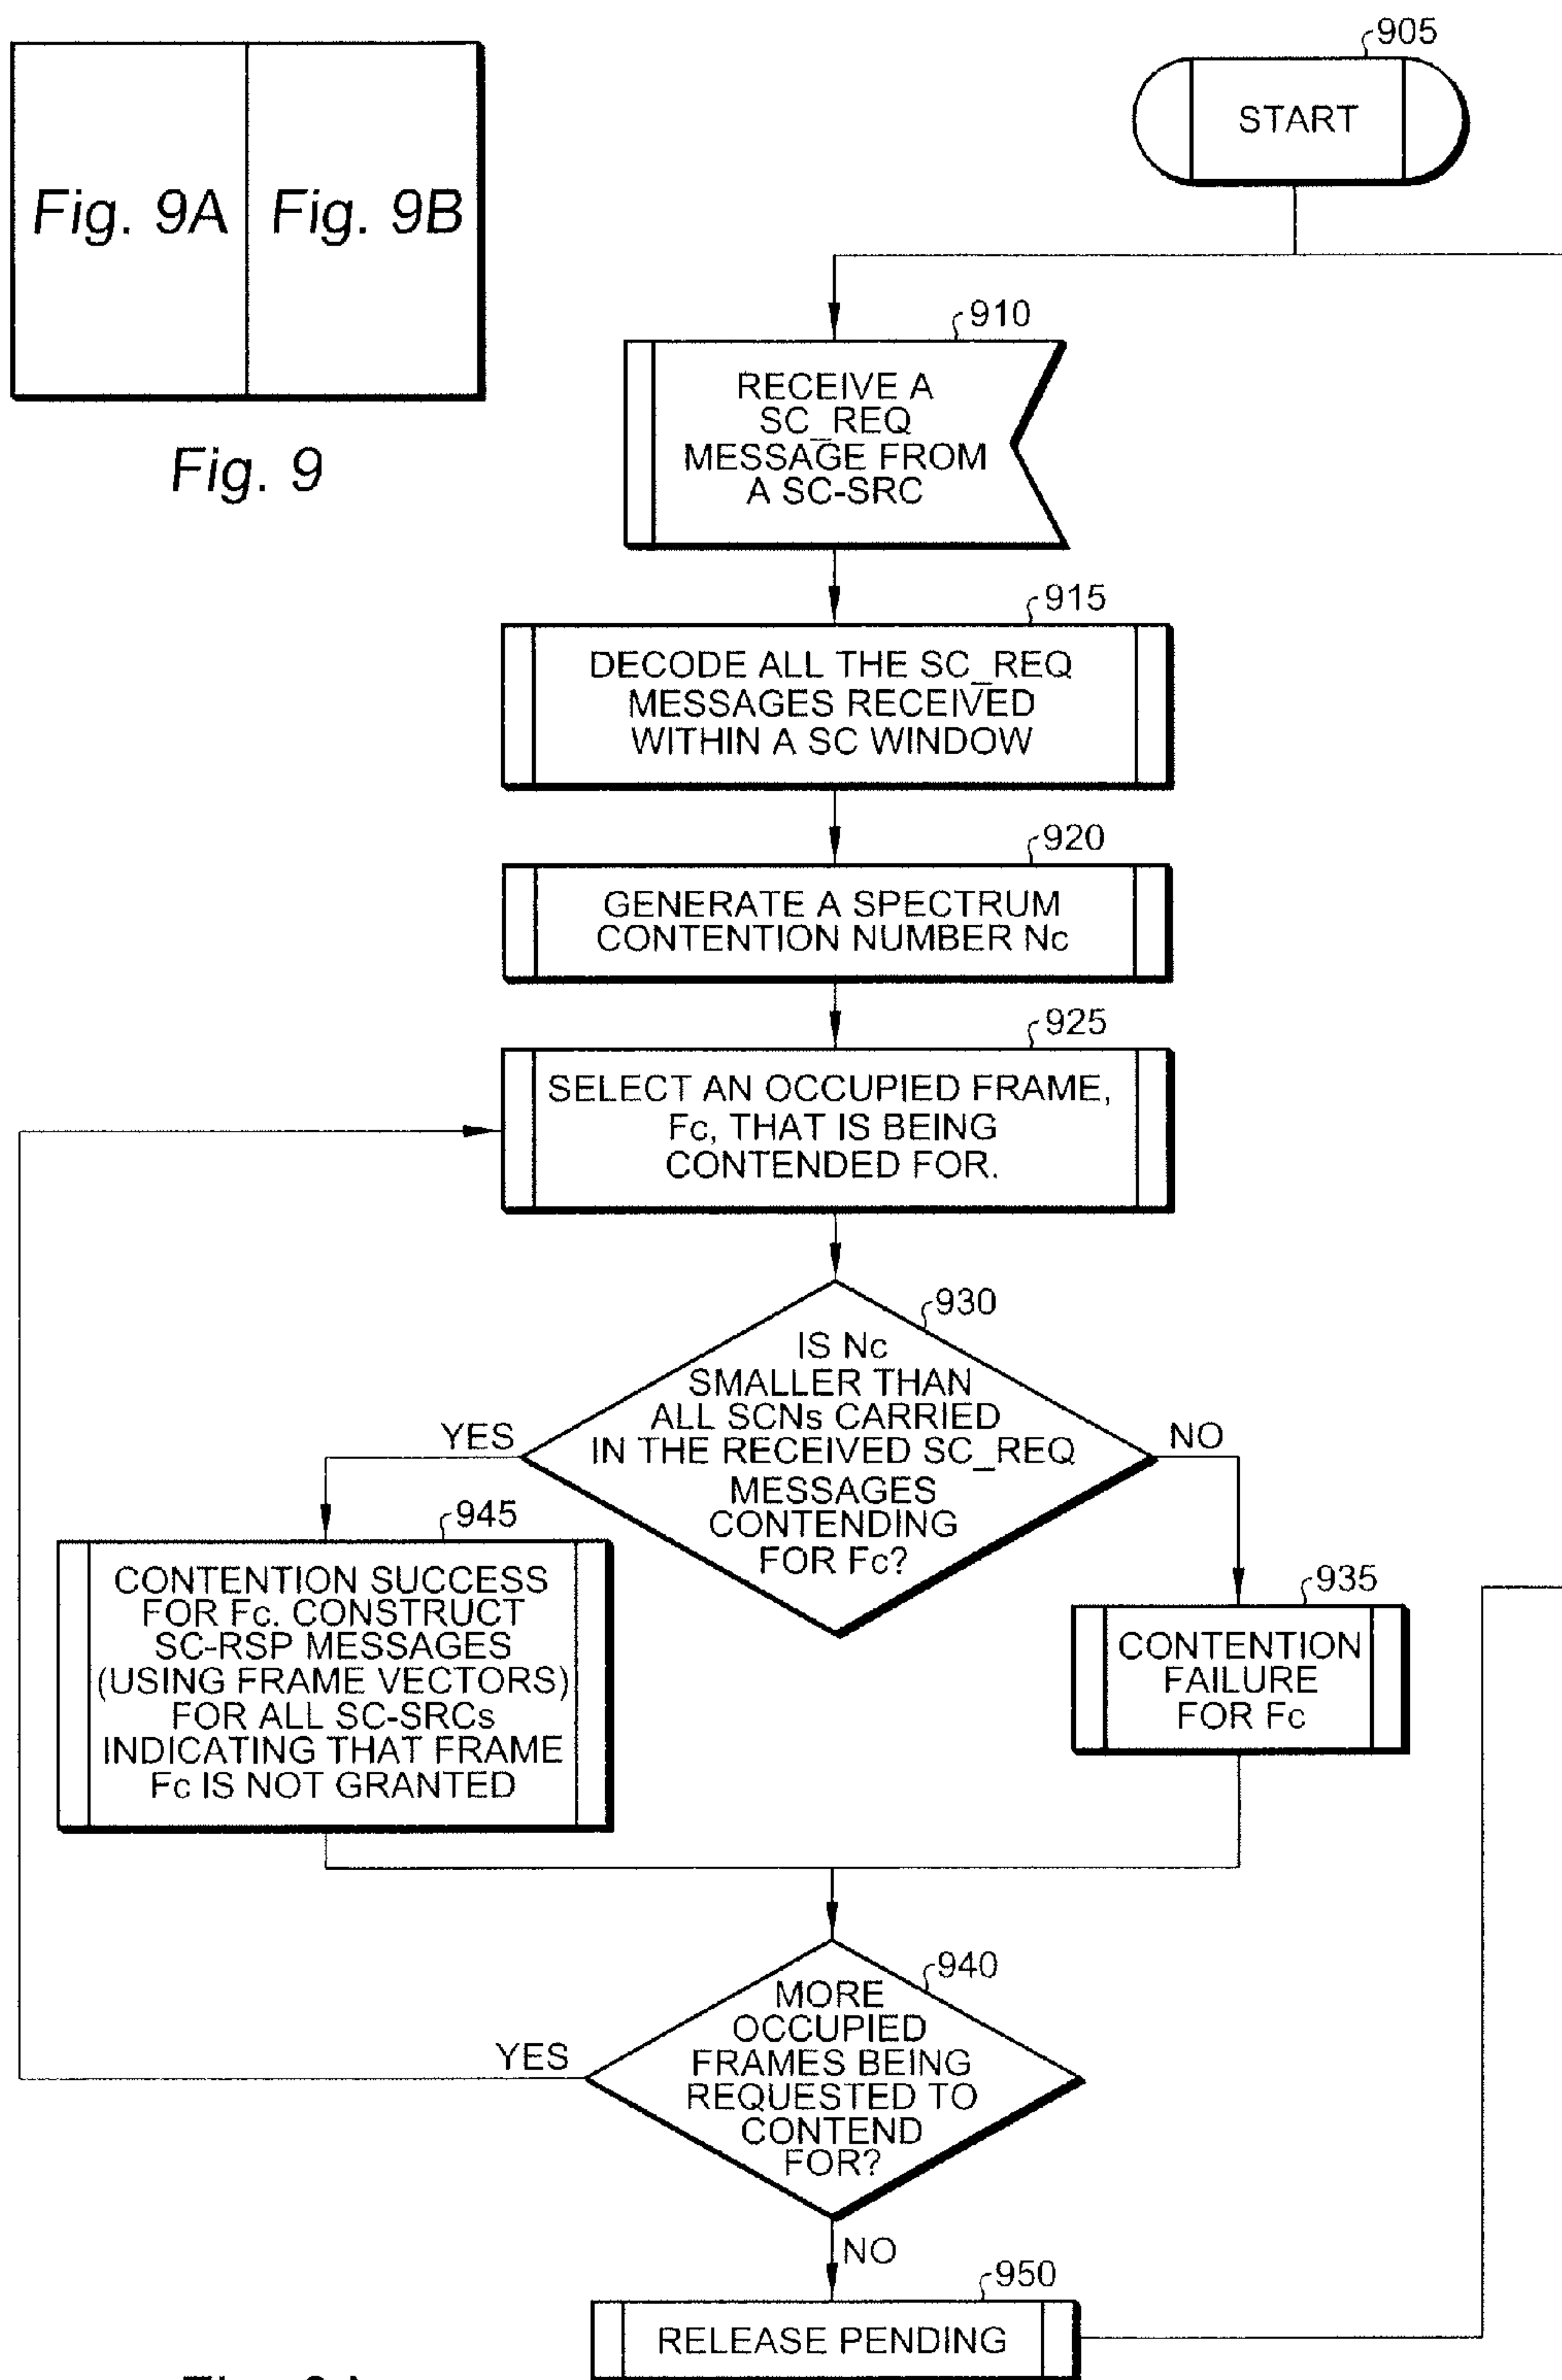 Fig. 9A
Fig. 9B
Fig. 9
905
START
910
RECEIVE A
SC_REQ
MESSAGE FROM
A SC-SRC
915
DECODE ALL THE SC_REQ
MESSAGES RECEIVED
WITHIN A SC WINDOW
920
GENERATE A SPECTRUM
CONTENTION NUMBER Nc
925
SELECT AN OCCUPIED FRAME,
Fc, THAT IS BEING
CONTENDED FOR.
930
IS Nc
SMALLER THAN
ALL SCNs CARRIED
IN THE RECEIVED SC_REQ
MESSAGES
CONTENDING
FOR Fc?
YES
NO
945
CONTENTION SUCCESS
FOR Fc. CONSTRUCT
SC-RSP MESSAGES
(USING FRAME VECTORS)
FOR ALL SC-SRCs
INDICATING THAT FRAME
Fc IS NOT GRANTED
935
CONTENTION
FAILURE
FOR Fc
940
MORE
OCCUPIED
FRAMES BEING
REQUESTED TO
CONTEND
FOR?
YES
NO
950
RELEASE PENDING